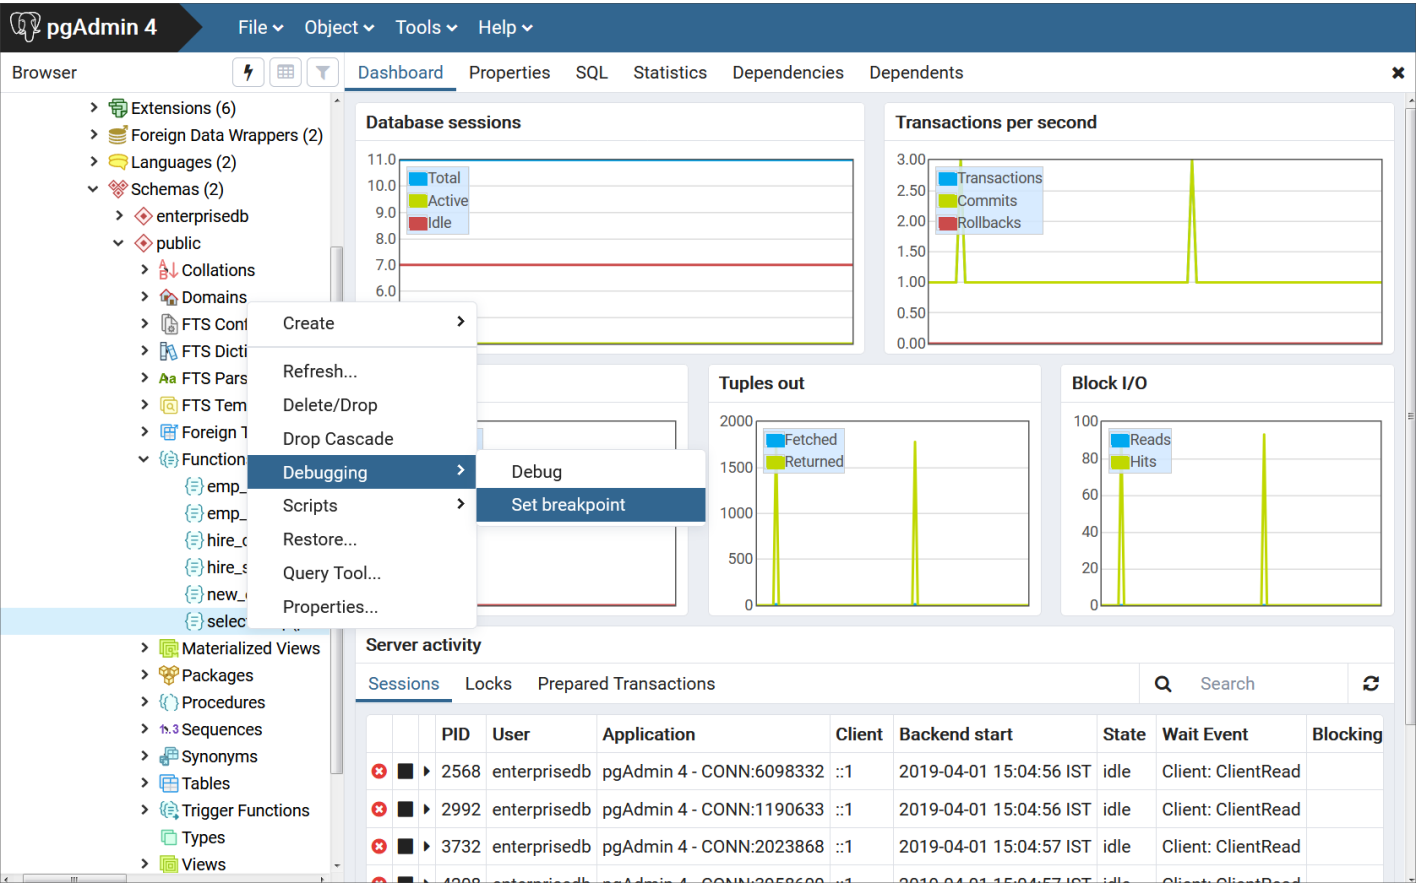 pgAdmin 4
File Object Tools Help
Browser
Dashboard Properties SQL Statistics Dependencies Dependents
Extensions (6)
Foreign Data Wrappers (2)
Languages (2)
Schemas (2)
enterprisedb
public
Collations
Domains
FTS Conf
FTS Dicti
FTS Pars
FTS Tem
Foreign T
Function
emp_
emp_
hire_c
hire_s
new_
selec
Materialized Views
Packages
Procedures
1..3 Sequences
Synonyms
Tables
Trigger Functions
Types
Views
Create
Refresh...
Delete/Drop
Drop Cascade
Debugging
Scripts
Restore...
Query Tool...
Properties...
Debug
Set breakpoint
Database sessions
11.0
10.0
9.0
8.0
7.0
6.0
Total
Active
Idle
Transactions per second
3.00
2.50
2.00
1.50
1.00
0.50
0.00
Transactions
Commits
Rollbacks
Tuples out
2000
1500
1000
500
0
Fetched
Returned
Block I/O
100
80
60
40
20
0
Reads
Hits
Server activity
Sessions Locks Prepared Transactions
Search
PID User Application Client Backend start State Wait Event Blocking
2568 enterprisedb pgAdmin 4 - CONN:6098332 ::1 2019-04-01 15:04:56 IST idle Client: ClientRead
2992 enterprisedb pgAdmin 4 - CONN:1190633 ::1 2019-04-01 15:04:56 IST idle Client: ClientRead
3732 enterprisedb pgAdmin 4 - CONN:2023868 ::1 2019-04-01 15:04:57 IST idle Client: ClientRead